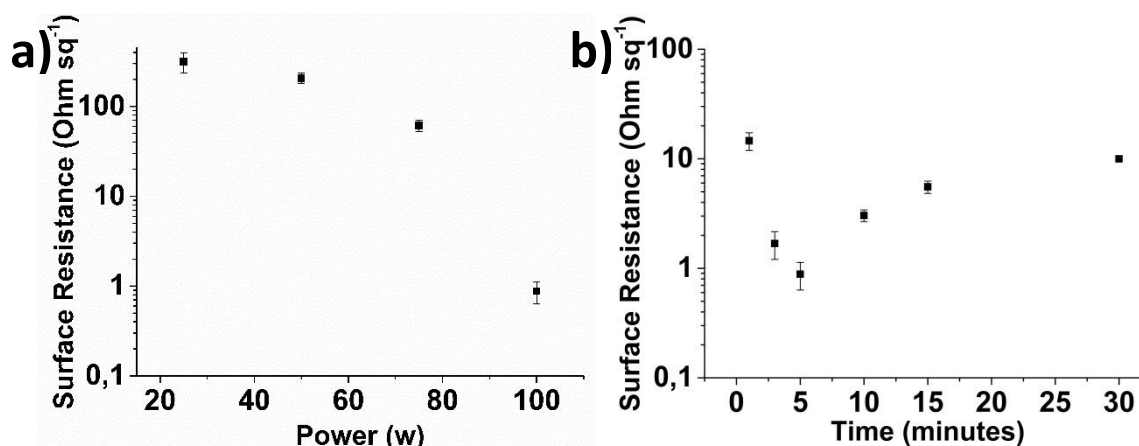 a)
Surface Resistance (Ohm sq⁻¹)
100
10
1
0,1
20 40 60 80 100
Power (w)
b)
Surface Resistance (Ohm sq⁻¹)
100
10
1
0,1
0 5 10 15 20 25 30
Time (minutes)